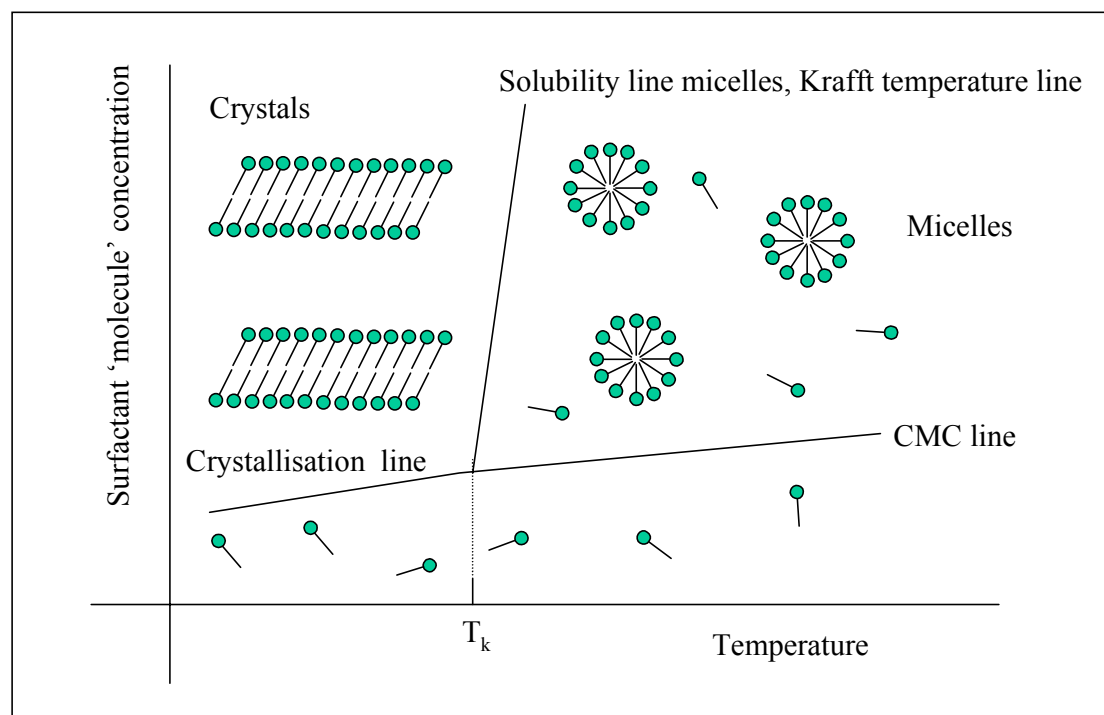 Solubility line micelles, Krafft temperature line
Crystals
Micelles
Surfactant ‘molecule’ concentration
CMC line
Crystallisation line
Tk
Temperature